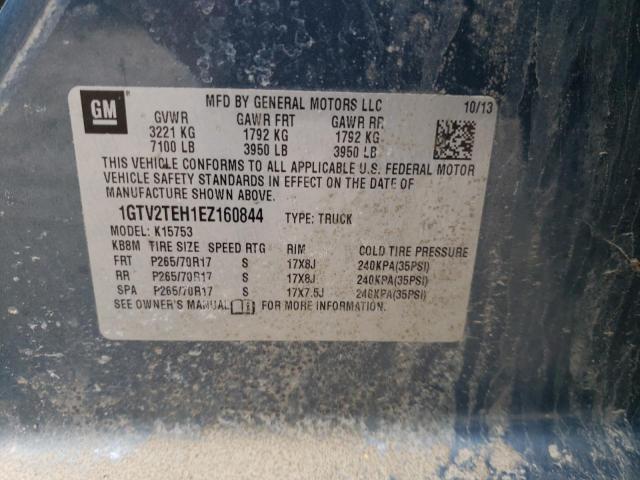 GM
MFD BY GENERAL MOTORS LLC 10/13
GVWR GAWR FRT GAWR RR
3221 KG 1792 KG 1792 KG
7100 LB 3950 LB 3950 LB
THIS VEHICLE CONFORMS TO ALL APPLICABLE U.S. FEDERAL MOTOR
VEHICLE SAFETY STANDARDS IN EFFECT ON THE DATE OF
MANUFACTURE SHOWN ABOVE.
1GTV2TEH1EZ160844 TYPE: TRUCK
MODEL: K15753
KB8M TIRE SIZE SPEED RTG RIM COLD TIRE PRESSURE
FRT P265/70R17 S 17X8J 240KPA(35PSI)
RR P265/70R17 S 17X8J 240KPA(35PSI)
SPA P265/70R17 S 17X7.5J 240KPA(35PSI)
SEE OWNER'S MANUAL FOR MORE INFORMATION.